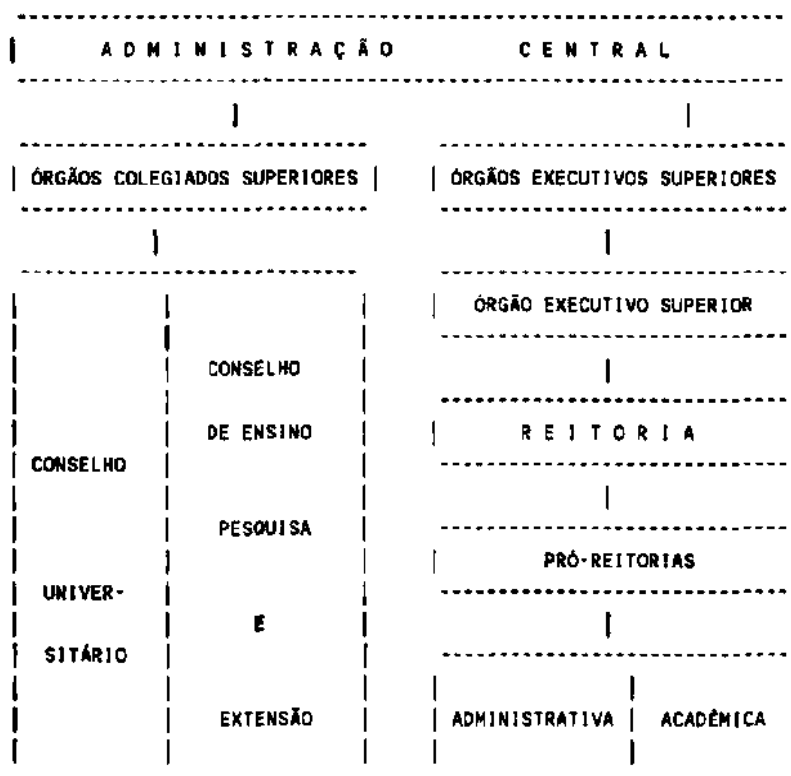 ADMINISTRAÇÃO CENTRAL
ÓRGÃOS COLEGIADOS SUPERIORES
CONSELHO
UNIVER-
SITÁRIO
CONSELHO
DE ENSINO
PESQUISA
E
EXTENSÃO
ÓRGÃOS EXECUTIVOS SUPERIORES
ÓRGÃO EXECUTIVO SUPERIOR
REITORIA
PRÓ-REITORIAS
ADMINISTRATIVA
ACADÊMICA